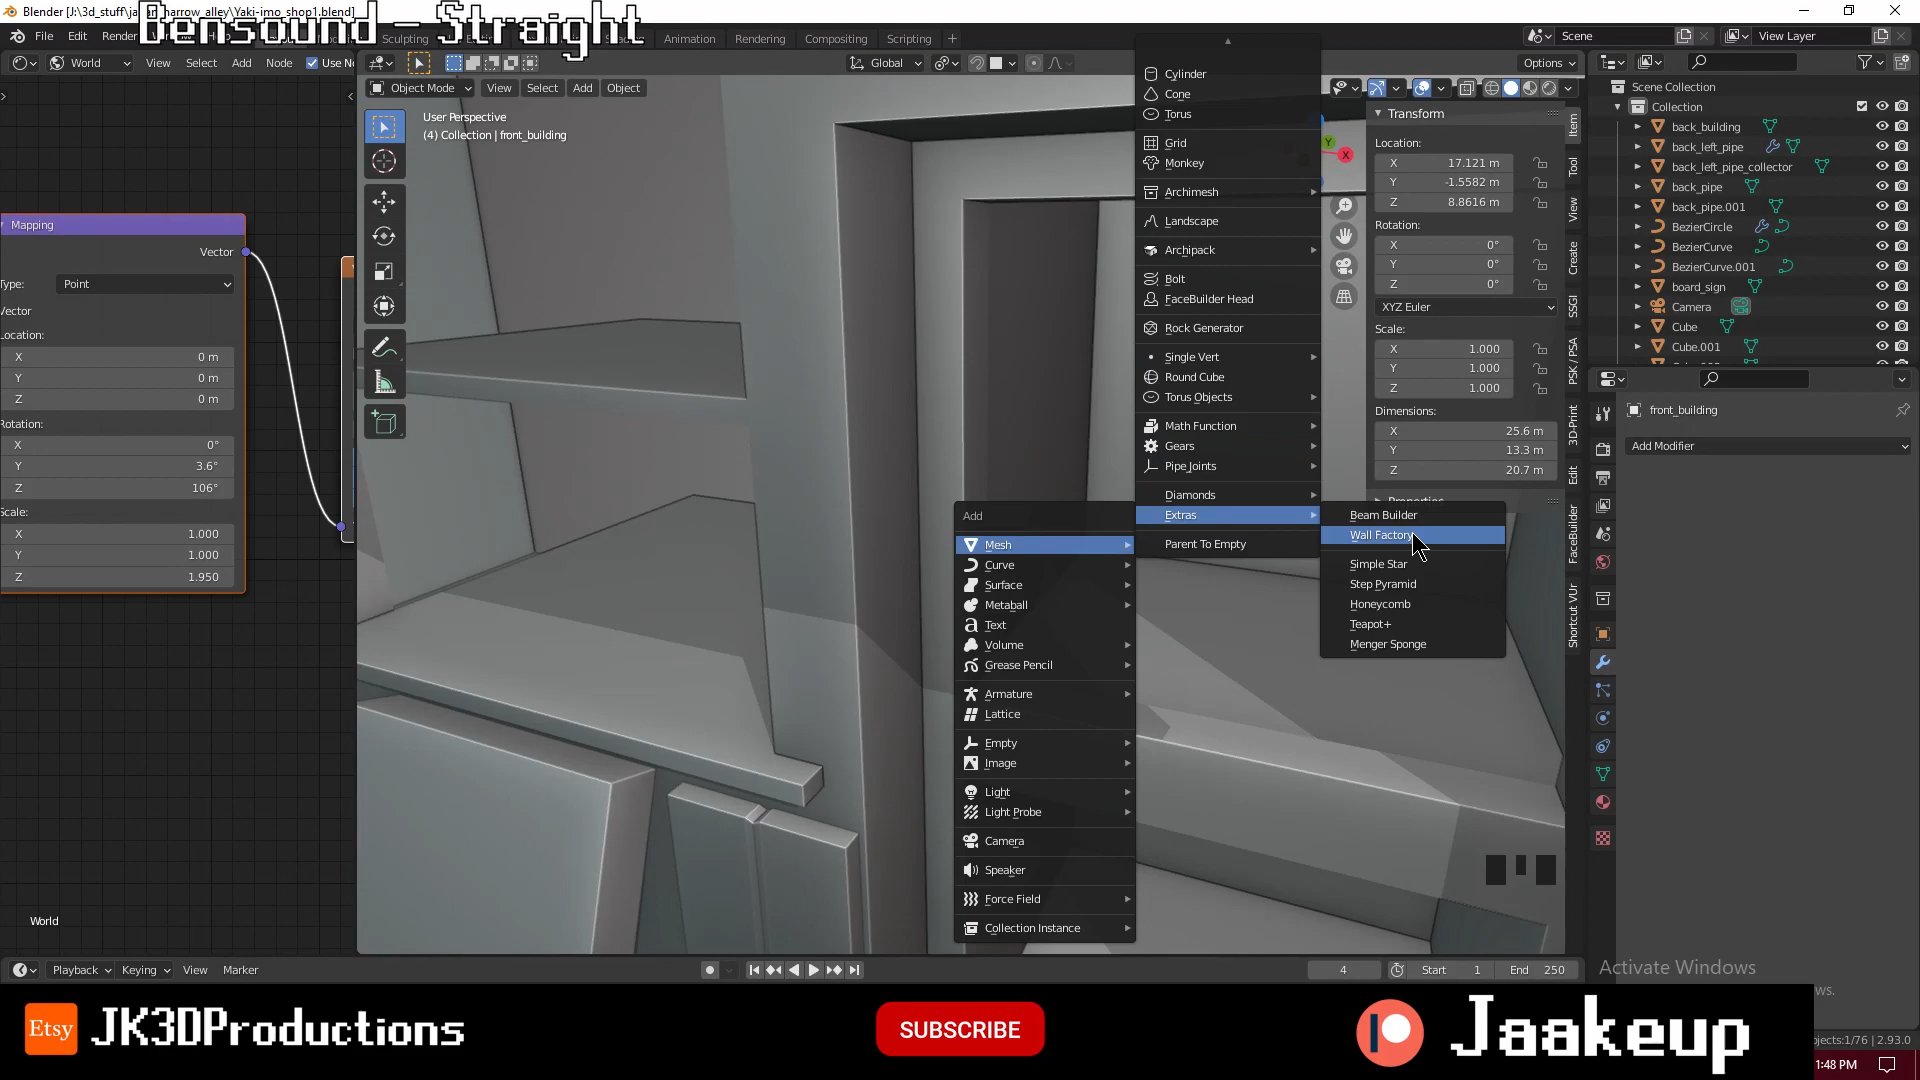 Blender [J:\3d_stuff\ja
narrow_alley\Yaki-imo_shop1.blend]
Bensound - Straight
File
Edit
Render
Animation
Rendering
Compositing
Scripting
Scene
View Layer
World
View
Select
Add
Node
Global
Options
Object Mode
View
Select
Add
Object
User Perspective
(4) Collection | front_building
Mapping
Vector
Type:
Point
Vector
Location:
X 0 m
Y 0 m
Z 0 m
Rotation:
X 0°
Y 3.6°
Z 106°
Scale:
X 1.000
Y 1.000
Z 1.950
World
Add
Mesh
Curve
Surface
Metaball
Text
Volume
Grease Pencil
Armature
Lattice
Empty
Image
Light
Light Probe
Camera
Speaker
Force Field
Collection Instance
Cylinder
Cone
Torus
Grid
Monkey
Archimesh
Landscape
Archipack
Bolt
FaceBuilder Head
Rock Generator
Single Vert
Round Cube
Torus Objects
Math Function
Gears
Pipe Joints
Diamonds
Extras
Parent To Empty
Beam Builder
Wall Factory
Simple Star
Step Pyramid
Honeycomb
Teapot+
Menger Sponge
Y
X
Transform
Location:
X 17.121 m
Y -1.5582 m
Z 8.8616 m
Rotation:
X 0°
Y 0°
Z 0°
XYZ Euler
Scale:
X 1.000
Y 1.000
Z 1.000
Dimensions:
X 25.6 m
Y 13.3 m
Z 20.7 m
Properties
Item
Tool
View
Create
SSGI
PSK / PSA
3D-Print
Edit
FaceBuilder
Shortcut VUr
Scene Collection
Collection
back_building
back_left_pipe
back_left_pipe_collector
back_pipe
back_pipe.001
BezierCircle
BezierCurve
BezierCurve.001
board_sign
Camera
Cube
Cube.001
front_building
Add Modifier
Playback
Keying
View
Marker
4
Start 1
End 250
Activate Windows
Etsy
JK3DProductions
SUBSCRIBE
Jaakeup
1/76 | 2.93.0
1:48 PM